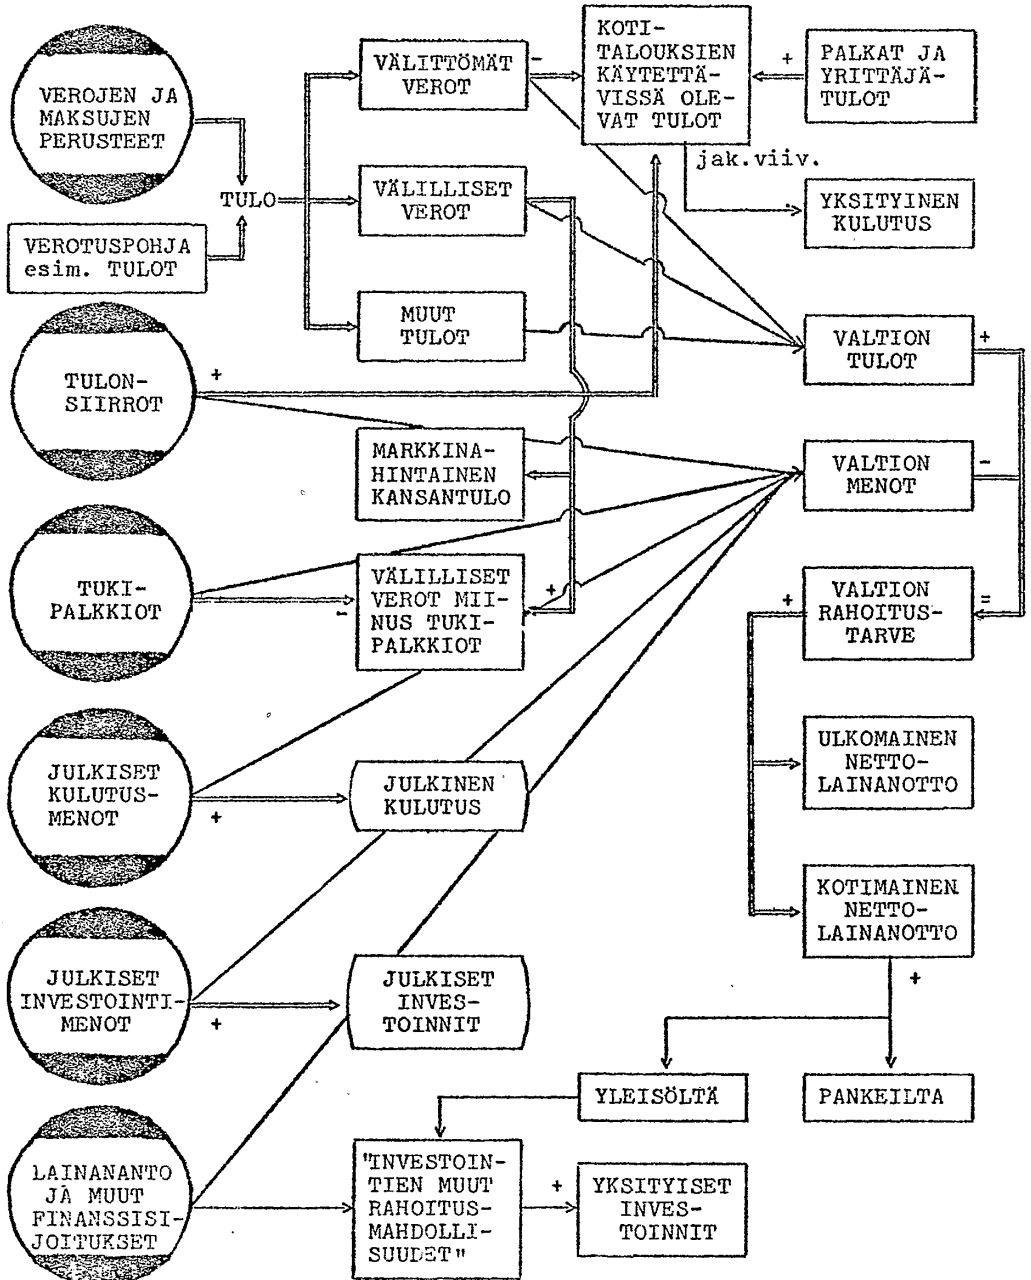 VEROJEN JA
MAKSUJEN
PERUSTEET
VEROTUSPOHJA
esim. TULOT
TULO
VÄLITTÖMÄT
VEROT
-
KOTI-
TALOUKSIEN
KÄYTETTÄ-
VISSÄ OLE-
VAT TULOT
+
PALKAT JA
YRITTÄJÄ-
TULOT
jak.viiv.
VÄLILLISET
VEROT
YKSITYINEN
KULUTUS
MUUT
TULOT
VALTION
TULOT
+
TULON-
SIIRROT
+
MARKKINA-
HINTAINEN
KANSANTULO
VALTION
MENOT
-
TUKI-
PALKKIOT
-
VÄLILLISET
VEROT MII-
NUS TUKI-
PALKKIOT
+
+
VALTION
RAHOITUS-
TARVE
=
JULKISET
KULUTUS-
MENOT
+
JULKINEN
KULUTUS
ULKOMAINEN
NETTO-
LAINANOTTO
KOTIMAINEN
NETTO-
LAINANOTTO
+
JULKISET
INVESTOINTI-
MENOT
+
JULKISET
INVES-
TOINNIT
YLEISÖLTÄ
PANKEILTA
LAINANANTO
JA MUUT
FINANSSISI-
JOITUKSET
"INVESTOIN-
TIEN MUUT
RAHOITUS-
MAHDOLLI-
SUUDET"
+
YKSITYISET
INVES-
TOINNIT